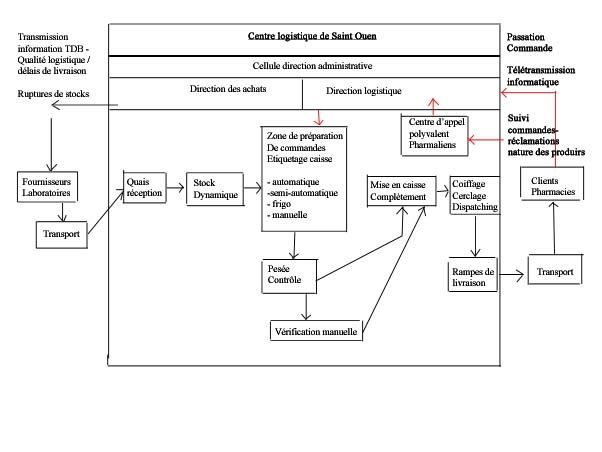 Transmission
information TDB -
Qualité logistique /
délais de livraison
Ruptures de stocks
Centre logistique de Saint Ouen
Cellule direction administrative
Direction des achats
Direction logistique
Passation
Commande
Télétransmission
informatique
Suivi
commandes-
réclamations
nature des produirs
Centre d'appel
polyvalent
Pharmaliens
Zone de préparation
De commandes
Etiquetage caisse
- automatique
-semi-automatique
- frigo
- manuelle
Fournisseurs
Laboratoires
Transport
Quais
réception
Stock
Dynamique
Mise en caisse
Complètement
Coiffage
Cerclage
Dispatching
Clients
Pharmacies
Pesée
Contrôle
Rampes de
livraison
Transport
Vérification manuelle